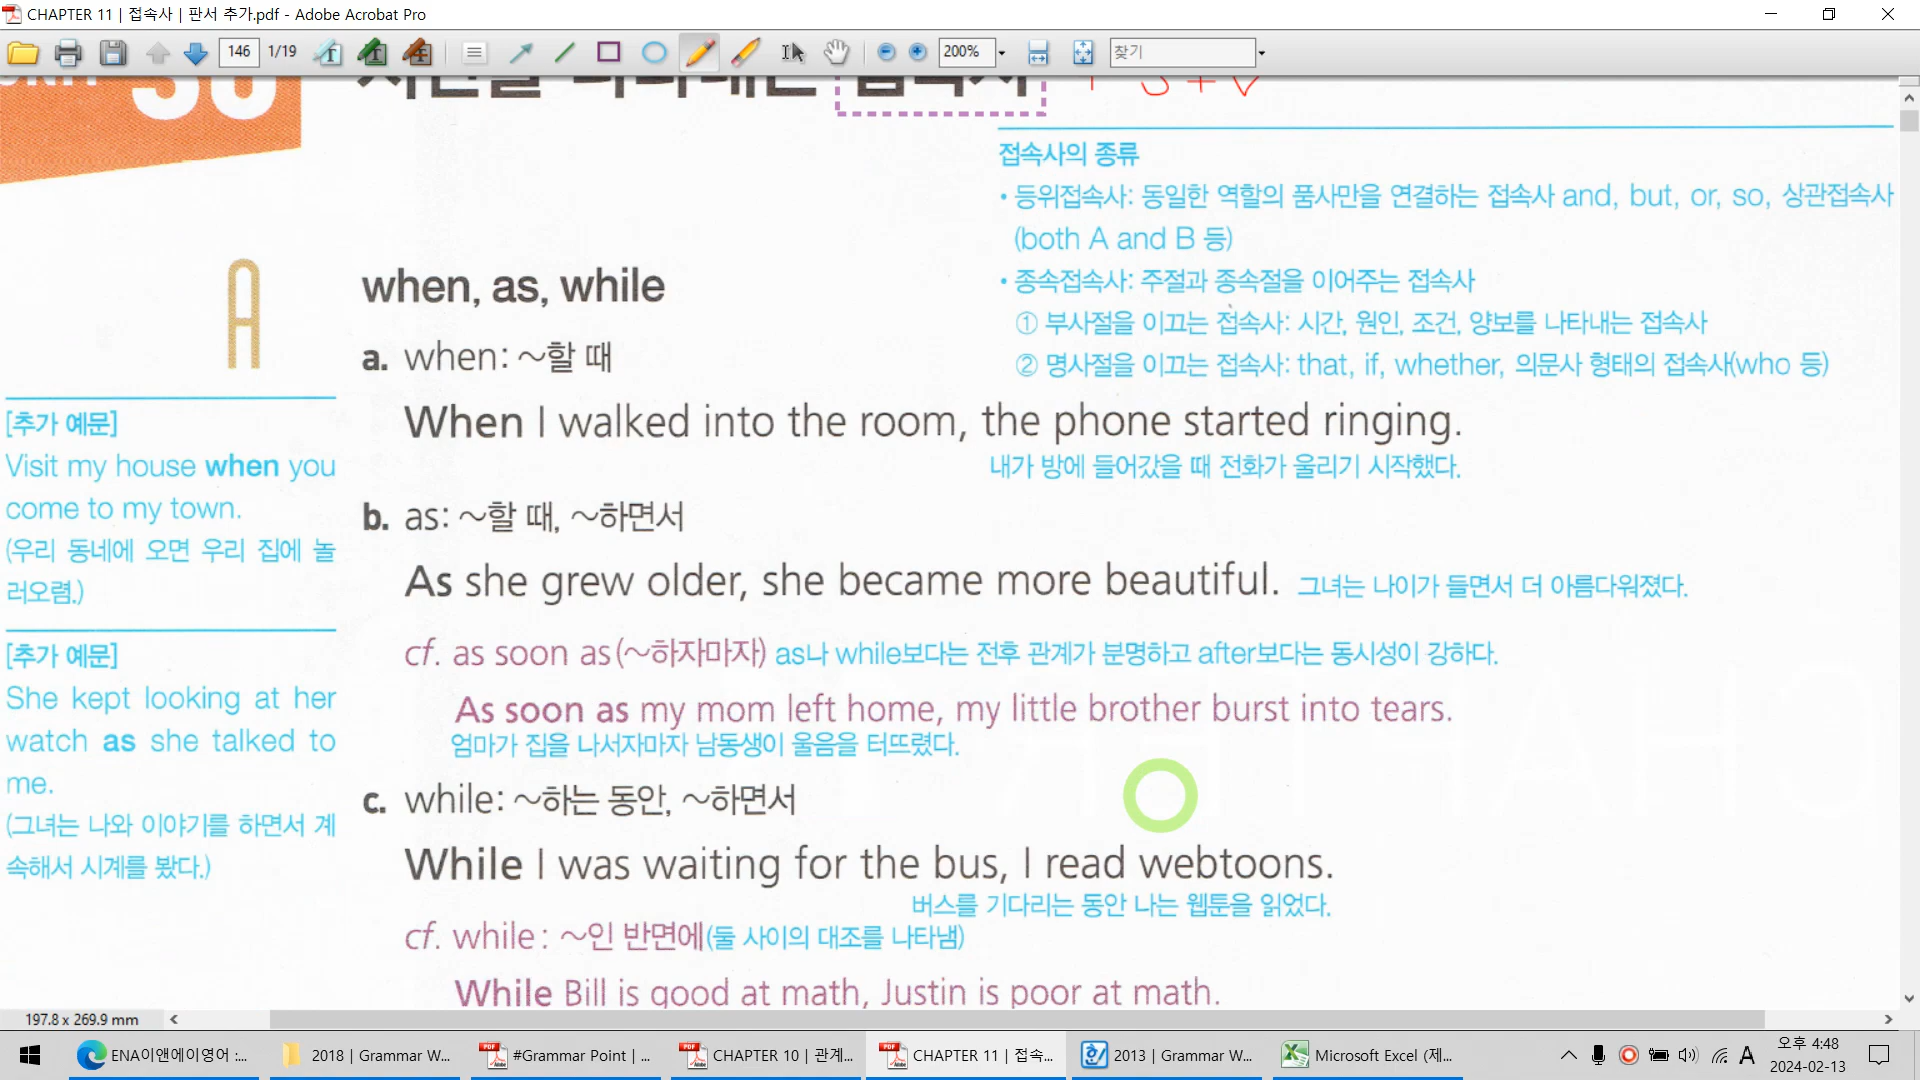 CHAPTER 11 | 접속사 | 판서 추가.pdf - Adobe Acrobat Pro
146 1/19 200% 찾기
접속사의 종류
• 등위접속사: 동일한 역할의 품사만을 연결하는 접속사 and, but, or, so, 상관접속사
(both A and B 등)
• 종속접속사: 주절과 종속절을 이어주는 접속사
① 부사절을 이끄는 접속사: 시간, 원인, 조건, 양보를 나타내는 접속사
② 명사절을 이끄는 접속사: that, if, whether, 의문사 형태의 접속사(who 등)
A
when, as, while
a. when: ～할 때
When I walked into the room, the phone started ringing.
내가 방에 들어갔을 때 전화가 울리기 시작했다.
b. as: ～할 때, ～하면서
As she grew older, she became more beautiful. 그녀는 나이가 들면서 더 아름다워졌다.
cf. as soon as(～하자마자) as나 while보다는 전후 관계가 분명하고 after보다는 동시성이 강하다.
As soon as my mom left home, my little brother burst into tears.
엄마가 집을 나서자마자 남동생이 울음을 터뜨렸다.
c. while: ～하는 동안, ～하면서
While I was waiting for the bus, I read webtoons.
버스를 기다리는 동안 나는 웹툰을 읽었다.
cf. while: ～인 반면에(둘 사이의 대조를 나타냄)
While Bill is good at math, Justin is poor at math.
[추가 예문]
Visit my house when you
come to my town.
(우리 동네에 오면 우리 집에 놀
러오렴.)
[추가 예문]
She kept looking at her
watch as she talked to
me.
(그녀는 나와 이야기를 하면서 계
속해서 시계를 봤다.)
197.8 x 269.9 mm
ENA이앤에이영어 :... 2018 | Grammar W... #Grammar Point | ... CHAPTER 10 | 관계... CHAPTER 11 | 접속... 2013 | Grammar W... Microsoft Excel (제... A 오후 4:48
2024-02-13